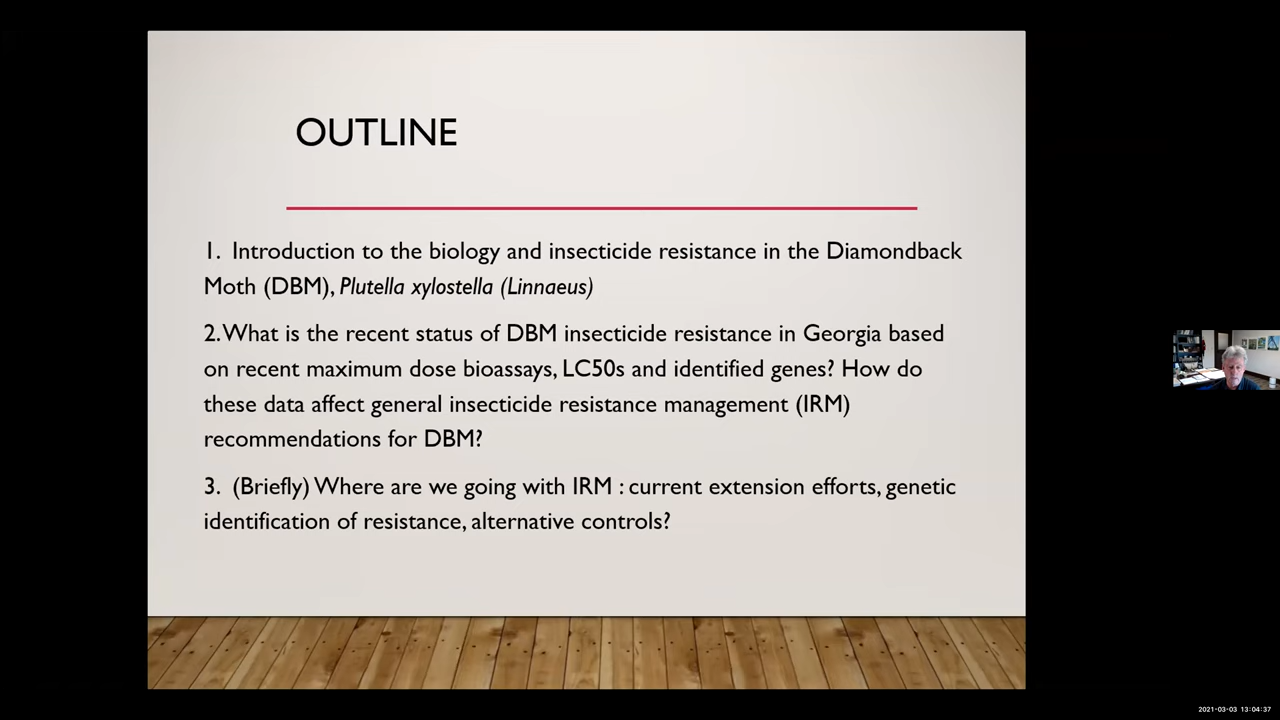 OUTLINE
1. Introduction to the biology and insecticide resistance in the Diamondback
Moth (DBM), Plutella xylostella (Linnaeus)
2. What is the recent status of DBM insecticide resistance in Georgia based
on recent maximum dose bioassays, LC50s and identified genes? How do
these data affect general insecticide resistance management (IRM)
recommendations for DBM?
3. (Briefly) Where are we going with IRM : current extension efforts, genetic
identification of resistance, alternative controls?
2021-03-03 13:04:37